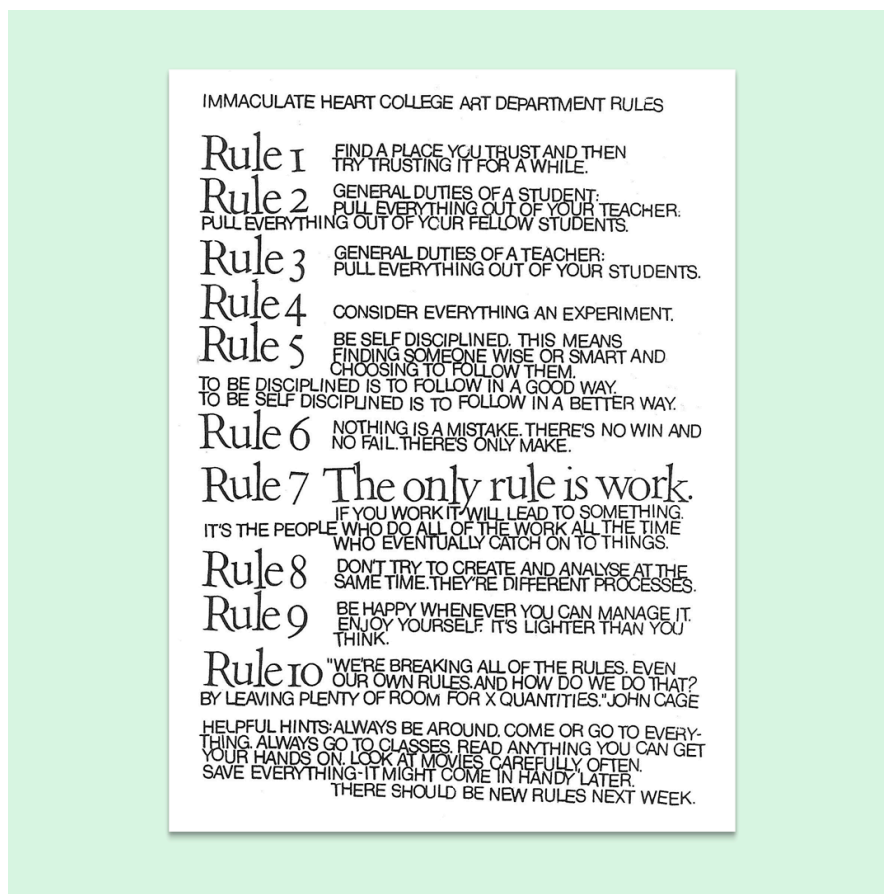 IMMACULATE HEART COLLEGE ART DEPARTMENT RULES
Rule 1 FIND A PLACE YOU TRUST AND THEN
TRY TRUSTING IT FOR A WHILE.
Rule 2 GENERAL DUTIES OF A STUDENT:
PULL EVERYTHING OUT OF YOUR TEACHER.
PULL EVERYTHING OUT OF YOUR FELLOW STUDENTS.
Rule 3 GENERAL DUTIES OF A TEACHER:
PULL EVERYTHING OUT OF YOUR STUDENTS.
Rule 4 CONSIDER EVERYTHING AN EXPERIMENT.
Rule 5 BE SELF DISCIPLINED. THIS MEANS
FINDING SOMEONE WISE OR SMART AND
CHOOSING TO FOLLOW THEM.
TO BE DISCIPLINED IS TO FOLLOW IN A GOOD WAY.
TO BE SELF DISCIPLINED IS TO FOLLOW IN A BETTER WAY.
Rule 6 NOTHING IS A MISTAKE. THERE'S NO WIN AND
NO FAIL. THERE'S ONLY MAKE.
Rule 7 The only rule is work.
IF YOU WORK IT WILL LEAD TO SOMETHING.
IT'S THE PEOPLE WHO DO ALL OF THE WORK ALL THE TIME
WHO EVENTUALLY CATCH ON TO THINGS.
Rule 8 DON'T TRY TO CREATE AND ANALYSE AT THE
SAME TIME. THEY'RE DIFFERENT PROCESSES.
Rule 9 BE HAPPY WHENEVER YOU CAN MANAGE IT.
ENJOY YOURSELF. IT'S LIGHTER THAN YOU
THINK.
Rule 10 "WE'RE BREAKING ALL OF THE RULES. EVEN
OUR OWN RULES. AND HOW DO WE DO THAT?
BY LEAVING PLENTY OF ROOM FOR X QUANTITIES." JOHN CAGE
HELPFUL HINTS: ALWAYS BE AROUND. COME OR GO TO EVERY-
THING. ALWAYS GO TO CLASSES. READ ANYTHING YOU CAN GET
YOUR HANDS ON. LOOK AT MOVIES CAREFULLY, OFTEN.
SAVE EVERYTHING-IT MIGHT COME IN HANDY LATER.
THERE SHOULD BE NEW RULES NEXT WEEK.